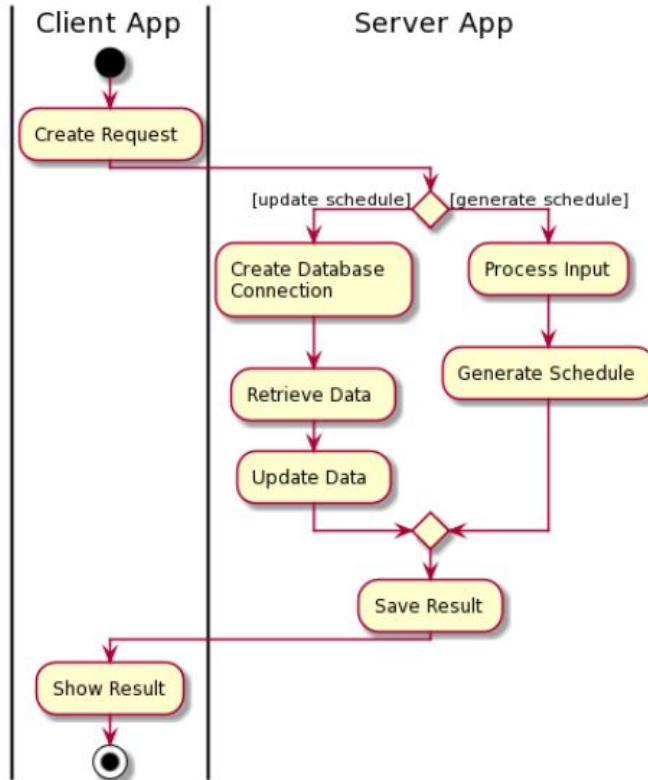 Client App
Server App
Create Request
[update schedule]
[generate schedule]
Create Database
Connection
Process Input
Retrieve Data
Generate Schedule
Update Data
Save Result
Show Result